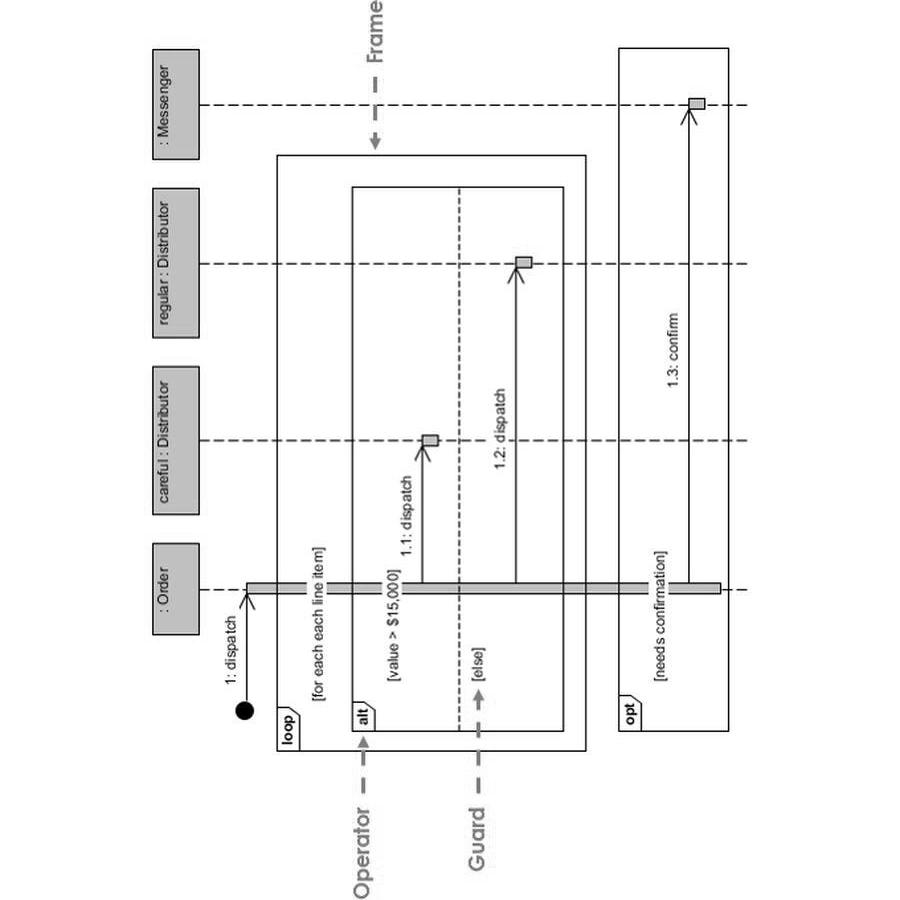 : Order
careful : Distributor
regular : Distributor
: Messenger
1: dispatch
Frame
loop
[for each each line item]
Operator
alt
[value > $15,000]
1.1: dispatch
Guard
[else]
1.2: dispatch
opt
[needs confirmation]
1.3: confirm